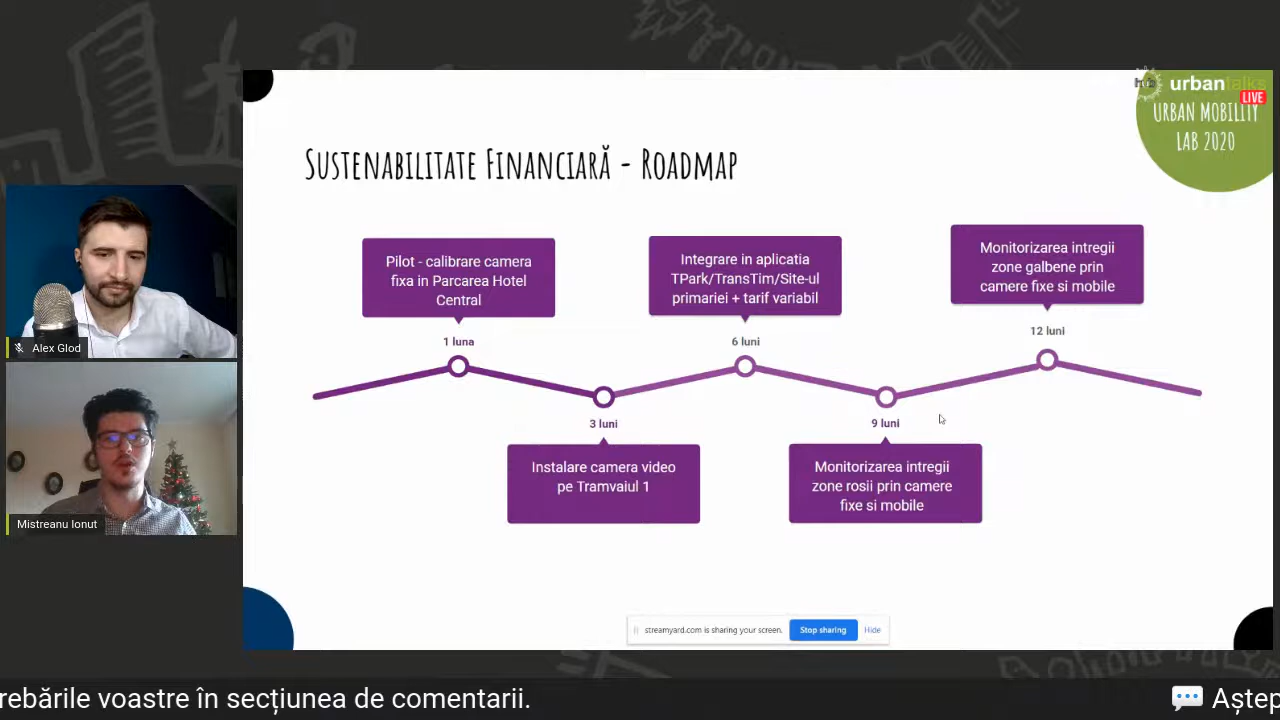 urbantalks
LIVE
URBAN MOBILITY
LAB 2020
Sustenabilitate Financiară - Roadmap
Pilot - calibrare camera
fixa in Parcarea Hotel
Central
1 luna
Integrare in aplicatia
TPark/TransTim/Site-ul
primariei + tarif variabil
6 luni
Monitorizarea intregii
zone galbene prin
camere fixe si mobile
12 luni
3 luni
Instalare camera video
pe Tramvaiul 1
9 luni
Monitorizarea intregii
zone rosii prin camere
fixe si mobile
Alex Glod
Mistreanu Ionut
streamyard.com is sharing your screen.
Stop sharing
Hide
rebările voastre în secțiunea de comentarii.
Aștep